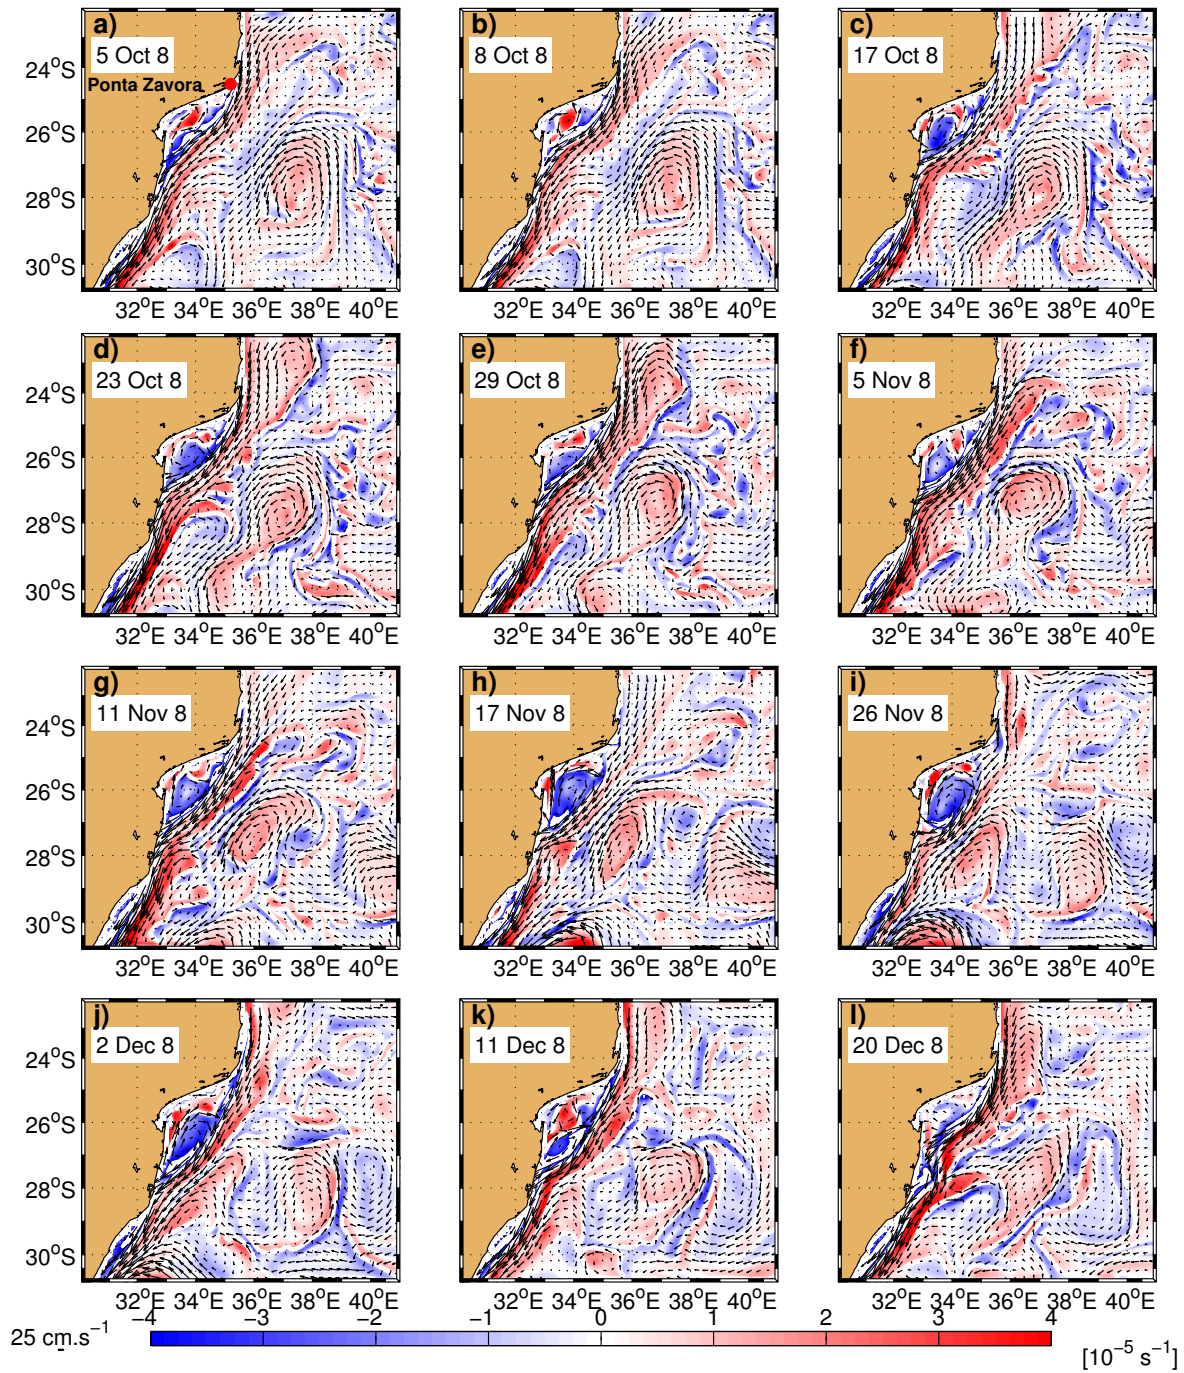 a)
5 Oct 8
Ponta Zavora
b)
8 Oct 8
c)
17 Oct 8
24°S
26°S
28°S
30°S
32°E 34°E 36°E 38°E 40°E
32°E 34°E 36°E 38°E 40°E
32°E 34°E 36°E 38°E 40°E
d)
23 Oct 8
e)
29 Oct 8
f)
5 Nov 8
24°S
26°S
28°S
30°S
32°E 34°E 36°E 38°E 40°E
32°E 34°E 36°E 38°E 40°E
32°E 34°E 36°E 38°E 40°E
g)
11 Nov 8
h)
17 Nov 8
i)
26 Nov 8
24°S
26°S
28°S
30°S
32°E 34°E 36°E 38°E 40°E
32°E 34°E 36°E 38°E 40°E
32°E 34°E 36°E 38°E 40°E
j)
2 Dec 8
k)
11 Dec 8
l)
20 Dec 8
24°S
26°S
28°S
30°S
32°E 34°E 36°E 38°E 40°E
32°E 34°E 36°E 38°E 40°E
32°E 34°E 36°E 38°E 40°E
−4 −3 −2 −1 0 1 2 3 4
25 cm.s⁻¹
[10⁻⁵ s⁻¹]